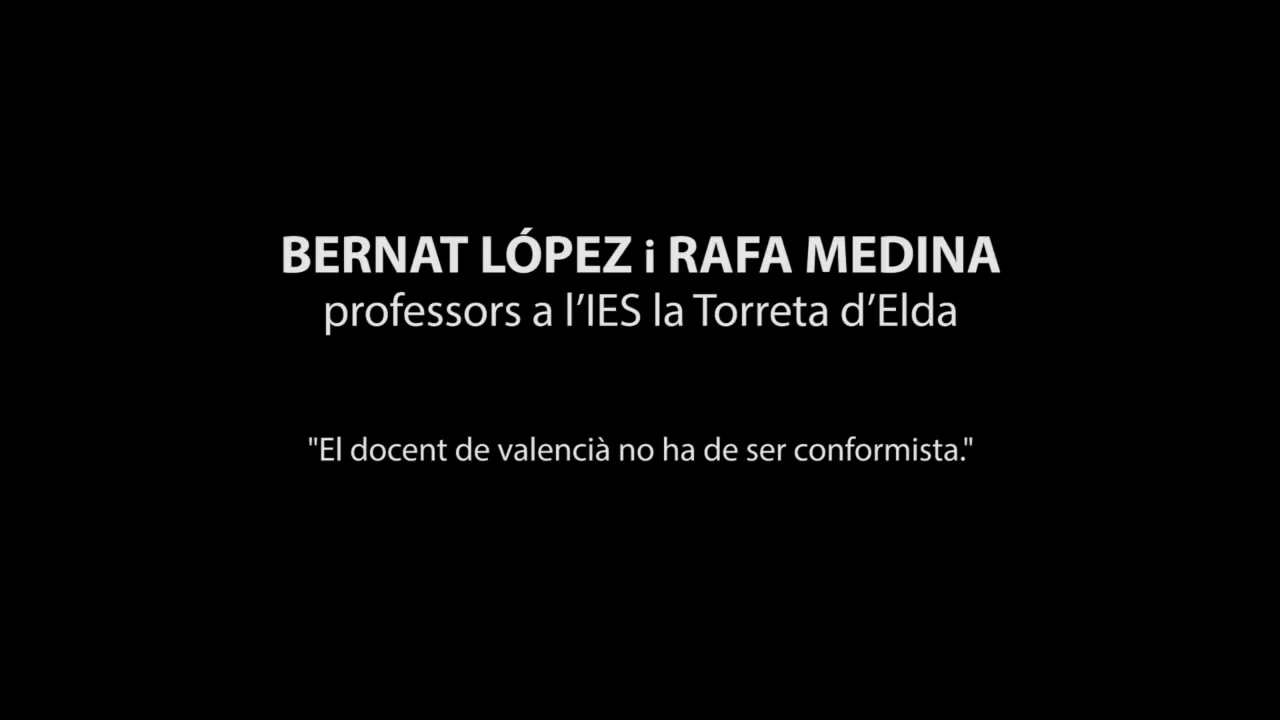 BERNAT LÓPEZ i RAFA MEDINA
professors a l’IES la Torreta d’Elda
"El docent de valencià no ha de ser conformista."